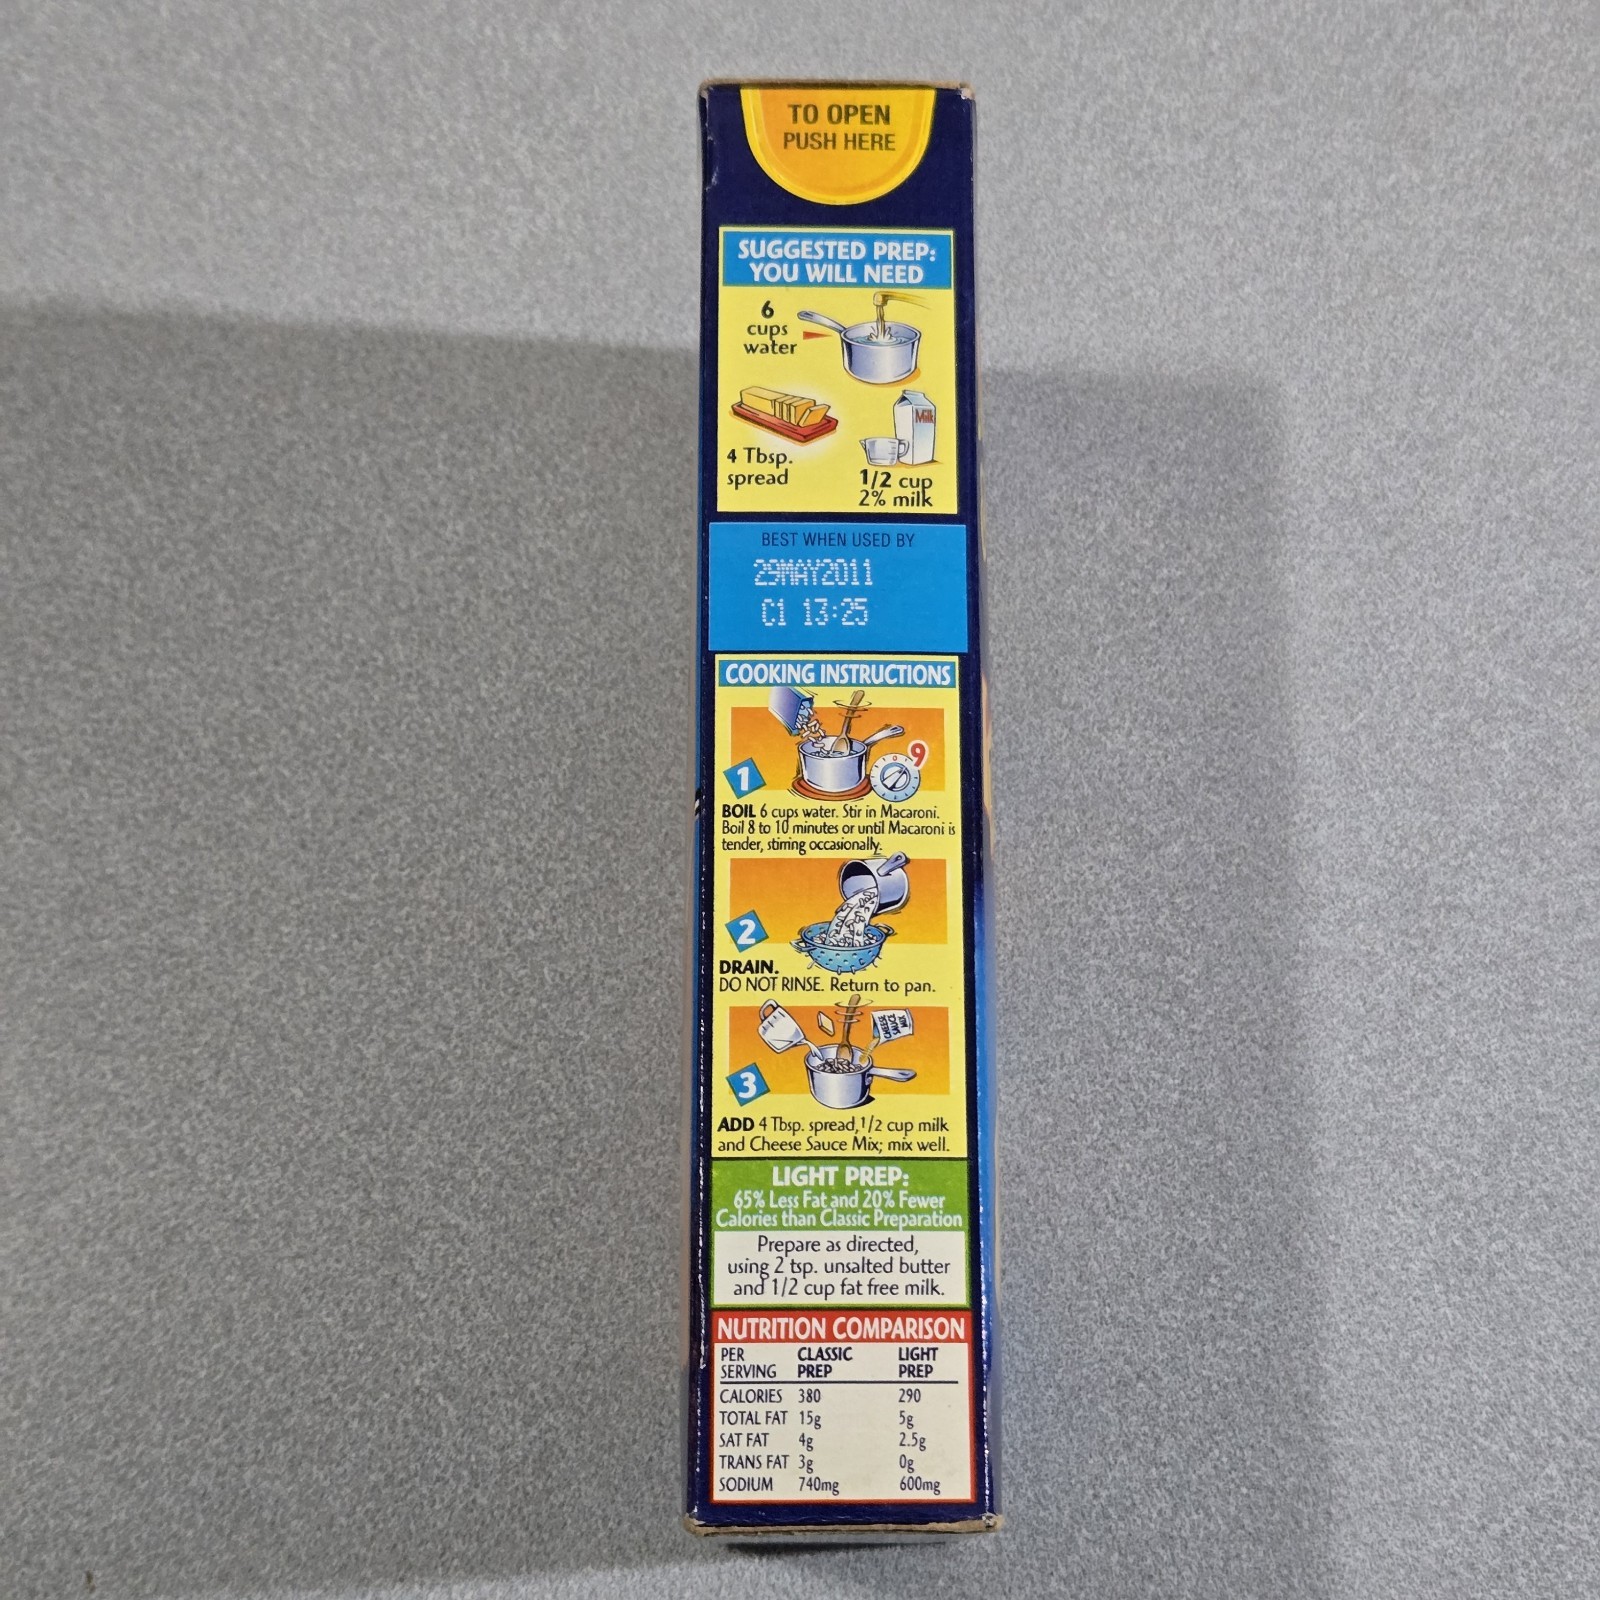 TO OPEN
PUSH HERE
SUGGESTED PREP:
YOU WILL NEED
6
cups
water
Milk
4 Tbsp.
spread
1/2 cup
2% milk
BEST WHEN USED BY
29MAY2011
C1 13:25
COOKING INSTRUCTIONS
0
9
1
BOIL 6 cups water. Stir in Macaroni.
Boil 8 to 10 minutes or until Macaroni is
tender, stirring occasionally.
2
DRAIN.
DO NOT RINSE. Return to pan.
CHEESE
SAUCE
MIX
3
ADD 4 Tbsp. spread, 1/2 cup milk
and Cheese Sauce Mix; mix well.
LIGHT PREP:
65% Less Fat and 20% Fewer
Calories than Classic Preparation
Prepare as directed,
using 2 tsp. unsalted butter
and 1/2 cup fat free milk.
NUTRITION COMPARISON
PER CLASSIC LIGHT
SERVING PREP PREP
CALORIES 380 290
TOTAL FAT 15g 5g
SAT FAT 4g 2.5g
TRANS FAT 3g 0g
SODIUM 740mg 600mg